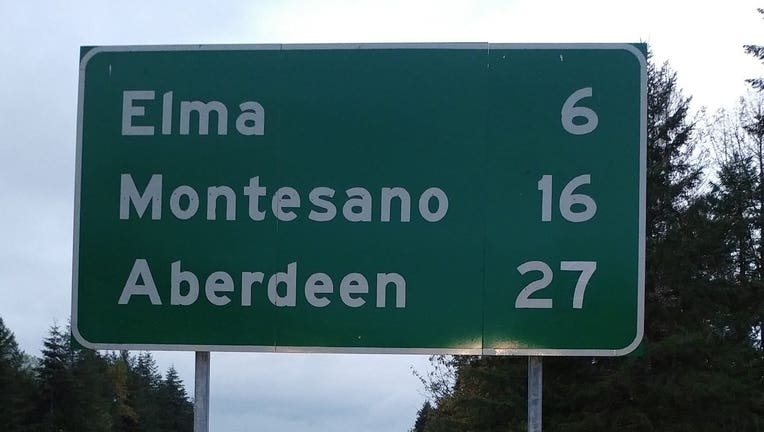 Elma 6
Montesano 16
Aberdeen 27